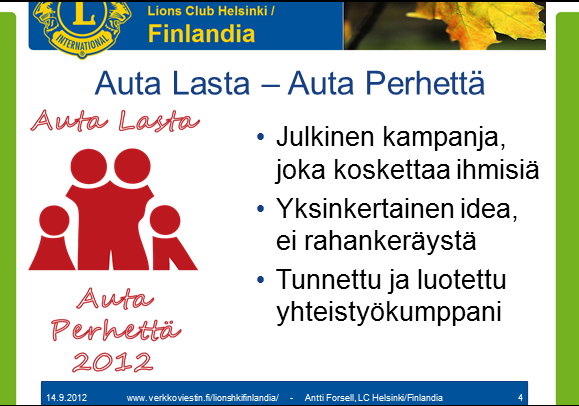 Lions Club Helsinki /
Finlandia
L
INTERNATIONAL
Auta Lasta – Auta Perhettä
Auta Lasta
Auta
Perhettä
2012
• Julkinen kampanja,
joka koskettaa ihmisiä
• Yksinkertainen idea,
ei rahankeräystä
• Tunnettu ja luotettu
yhteistyökumppani
14.9.2012 www.verkkoviestin.fi/lionshkifinlandia/ - Antti Forsell, LC Helsinki/Finlandia 4